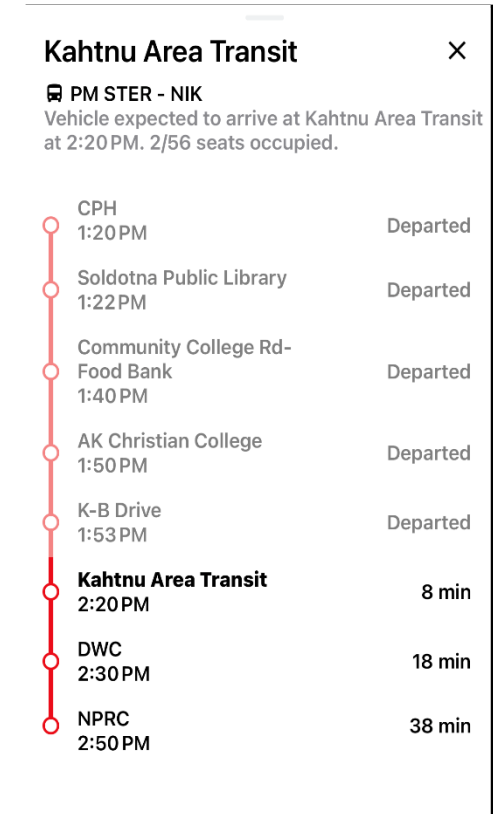 Kahtnu Area Transit
PM STER - NIK
Vehicle expected to arrive at Kahtnu Area Transit
at 2:20 PM. 2/56 seats occupied.
CPH
1:20 PM
Departed
Soldotna Public Library
1:22 PM
Departed
Community College Rd-
Food Bank
1:40 PM
Departed
AK Christian College
1:50 PM
Departed
K-B Drive
1:53 PM
Departed
Kahtnu Area Transit
2:20 PM
8 min
DWC
2:30 PM
18 min
NPRC
2:50 PM
38 min